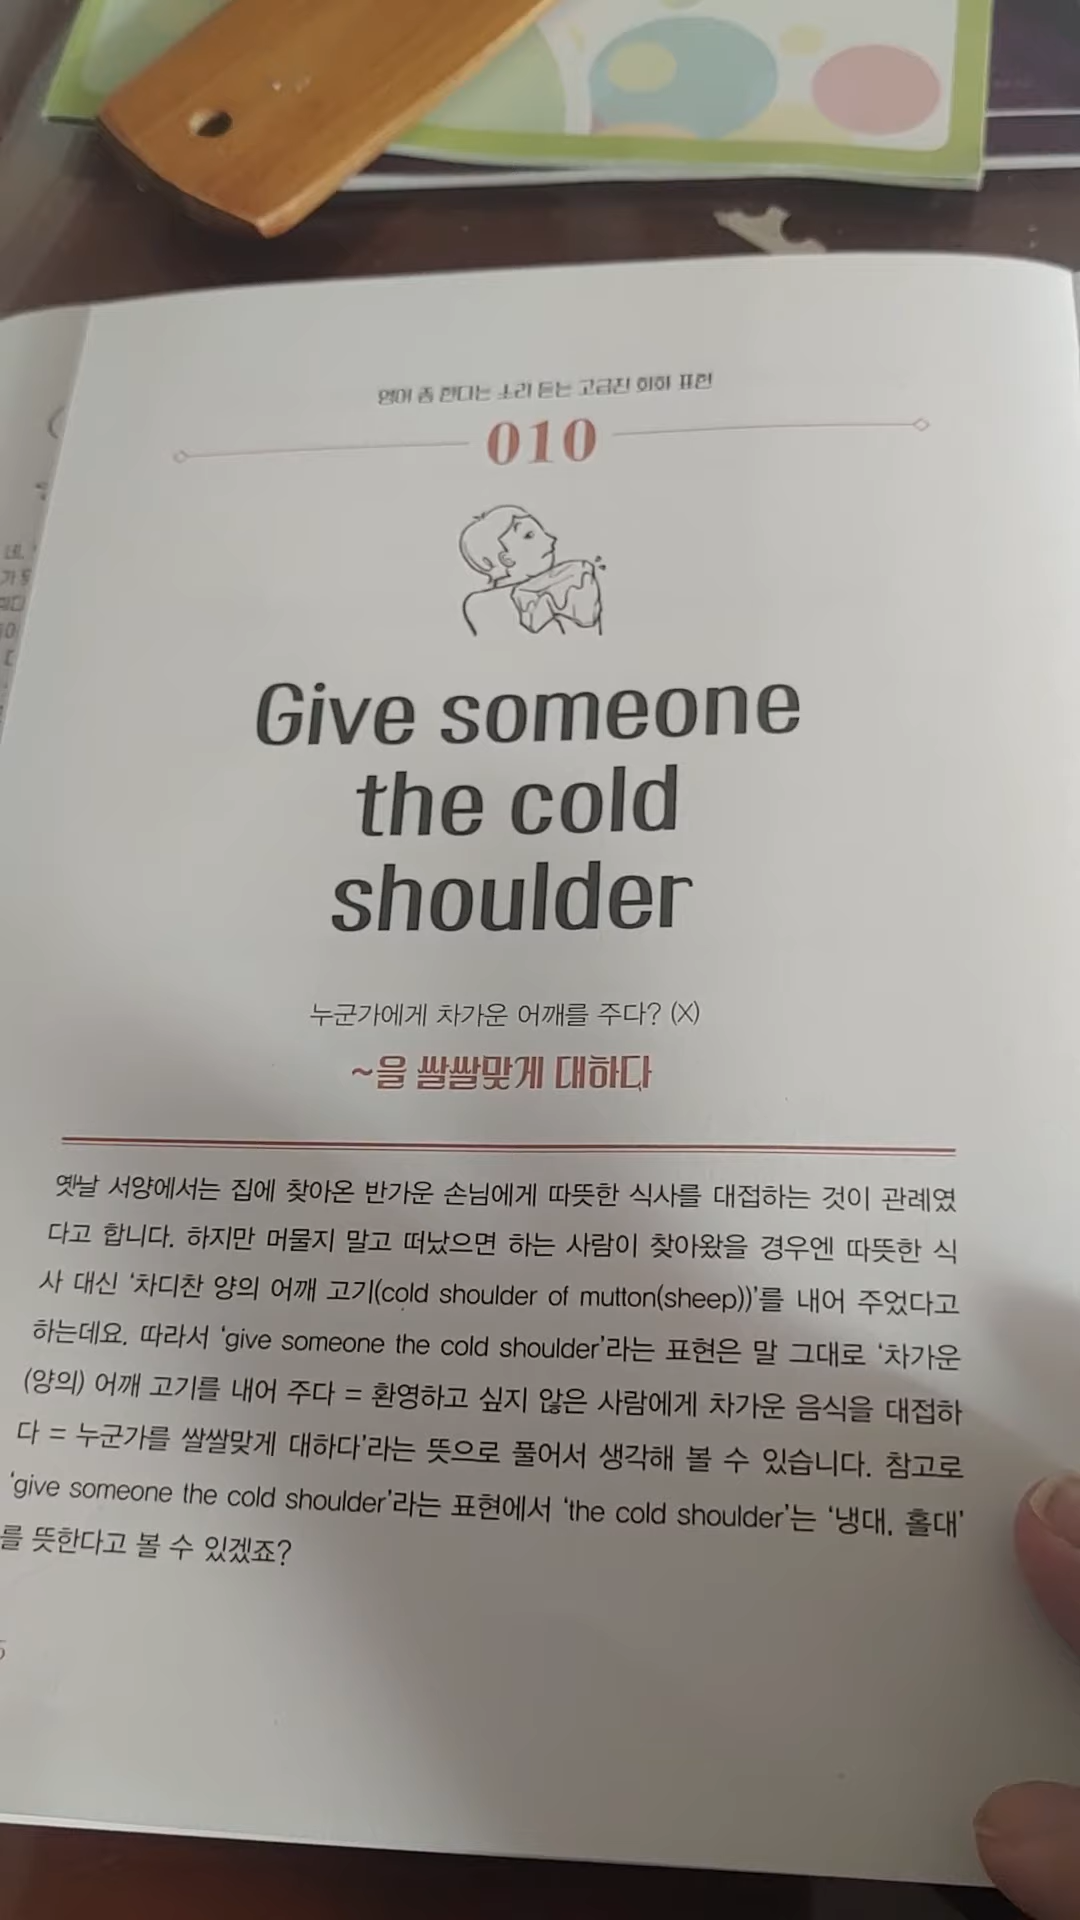 영어 좀 한다는 소리 듣는 고급진 회화 표현
010
Give someone
the cold
shoulder
누군가에게 차가운 어깨를 주다? (X)
~을 쌀쌀맞게 대하다
옛날 서양에서는 집에 찾아온 반가운 손님에게 따뜻한 식사를 대접하는 것이 관례였
다고 합니다. 하지만 머물지 말고 떠났으면 하는 사람이 찾아왔을 경우엔 따뜻한 식
사 대신 ‘차디찬 양의 어깨 고기(cold shoulder of mutton(sheep))’를 내어 주었다고
하는데요. 따라서 ‘give someone the cold shoulder’라는 표현은 말 그대로 ‘차가운
(양의) 어깨 고기를 내어 주다 = 환영하고 싶지 않은 사람에게 차가운 음식을 대접하
다 = 누군가를 쌀쌀맞게 대하다’라는 뜻으로 풀어서 생각해 볼 수 있습니다. 참고로
‘give someone the cold shoulder’라는 표현에서 ‘the cold shoulder’는 ‘냉대, 홀대’
를 뜻한다고 볼 수 있겠죠?